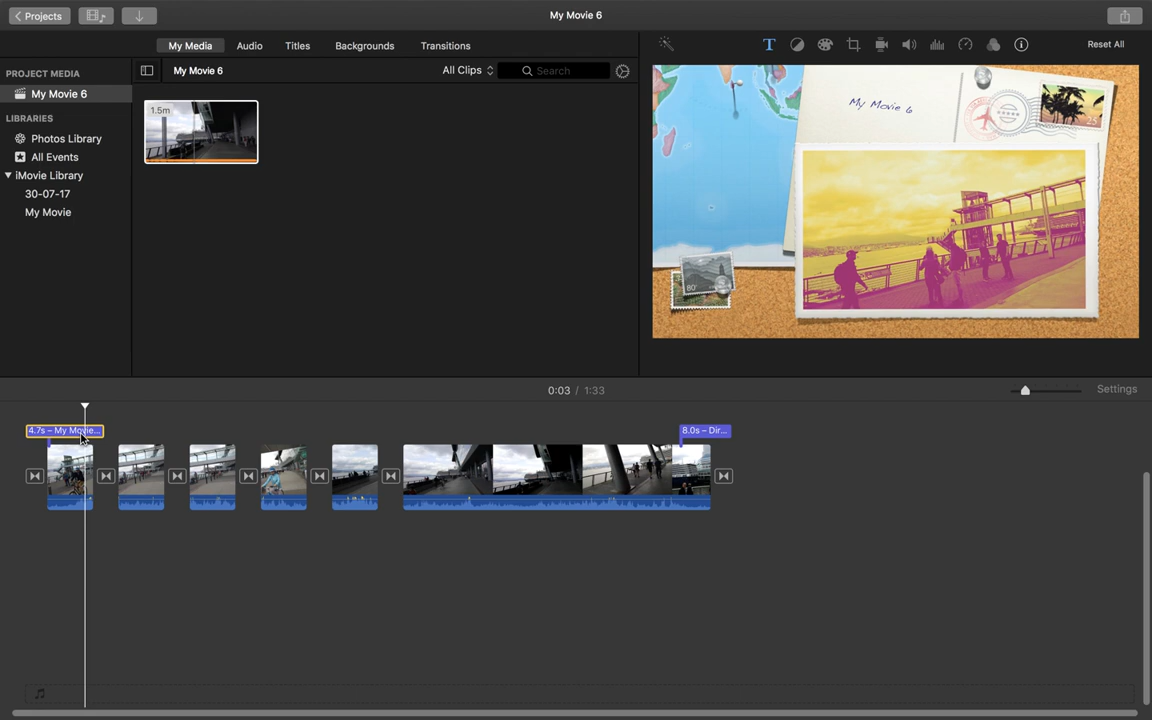 Projects
My Movie 6
My Media
Audio
Titles
Backgrounds
Transitions
Reset All
PROJECT MEDIA
My Movie 6
LIBRARIES
Photos Library
All Events
iMovie Library
30-07-17
My Movie
My Movie 6
All Clips
Search
1.5m
My Movie 6
25
80
0:03 / 1:33
Settings
4.7s – My Movie...
8.0s – Dir...